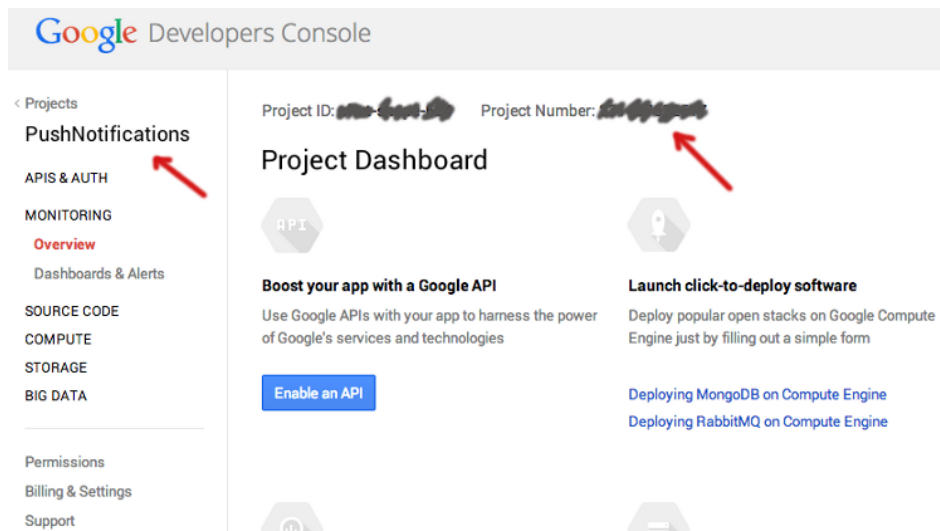 Google Developers Console
< Projects
PushNotifications
APIS & AUTH
MONITORING
Overview
Dashboards & Alerts
SOURCE CODE
COMPUTE
STORAGE
BIG DATA
Permissions
Billing & Settings
Support
Project ID:
Project Number:
Project Dashboard
API
Boost your app with a Google API
Use Google APIs with your app to harness the power
of Google's services and technologies
Enable an API
Launch click-to-deploy software
Deploy popular open stacks on Google Compute
Engine just by filling out a simple form
Deploying MongoDB on Compute Engine
Deploying RabbitMQ on Compute Engine